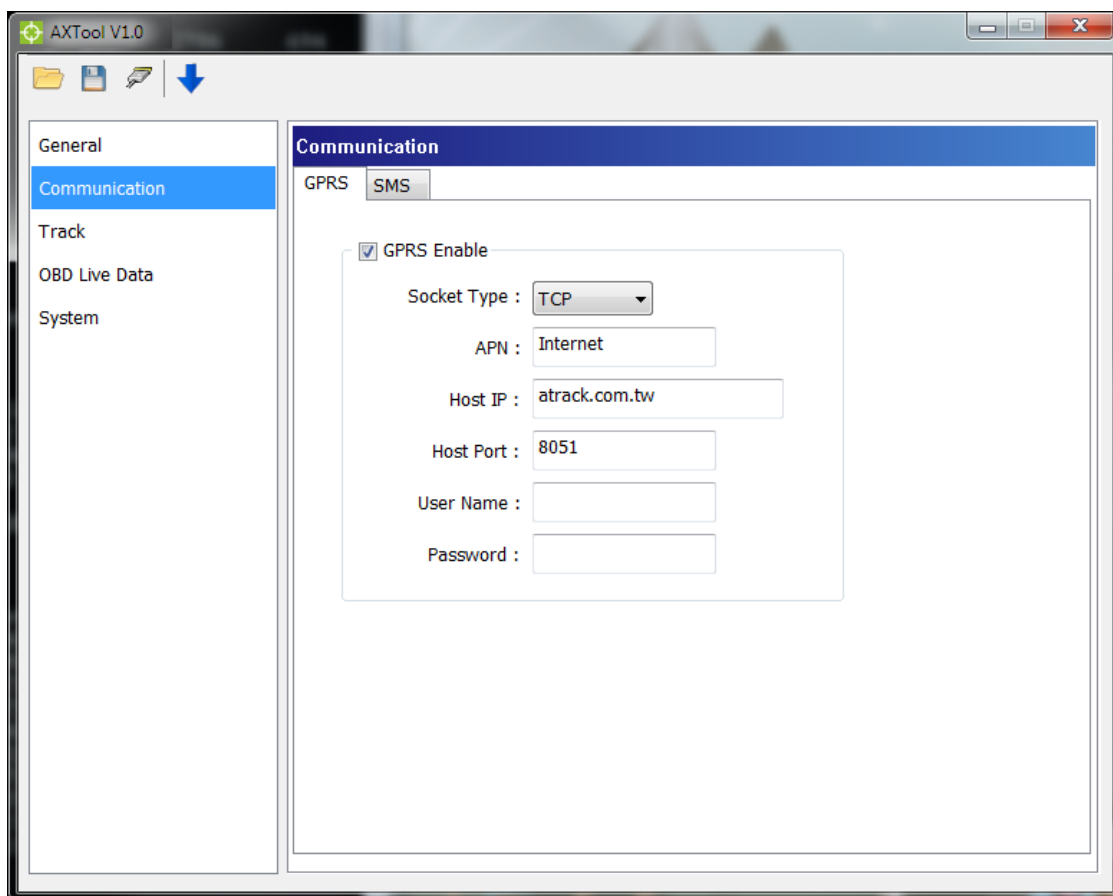 AXTool V1.0
General
Communication
Track
OBD Live Data
System
Communication
GPRS SMS
GPRS Enable
Socket Type : TCP
APN : Internet
Host IP : atrack.com.tw
Host Port : 8051
User Name :
Password :